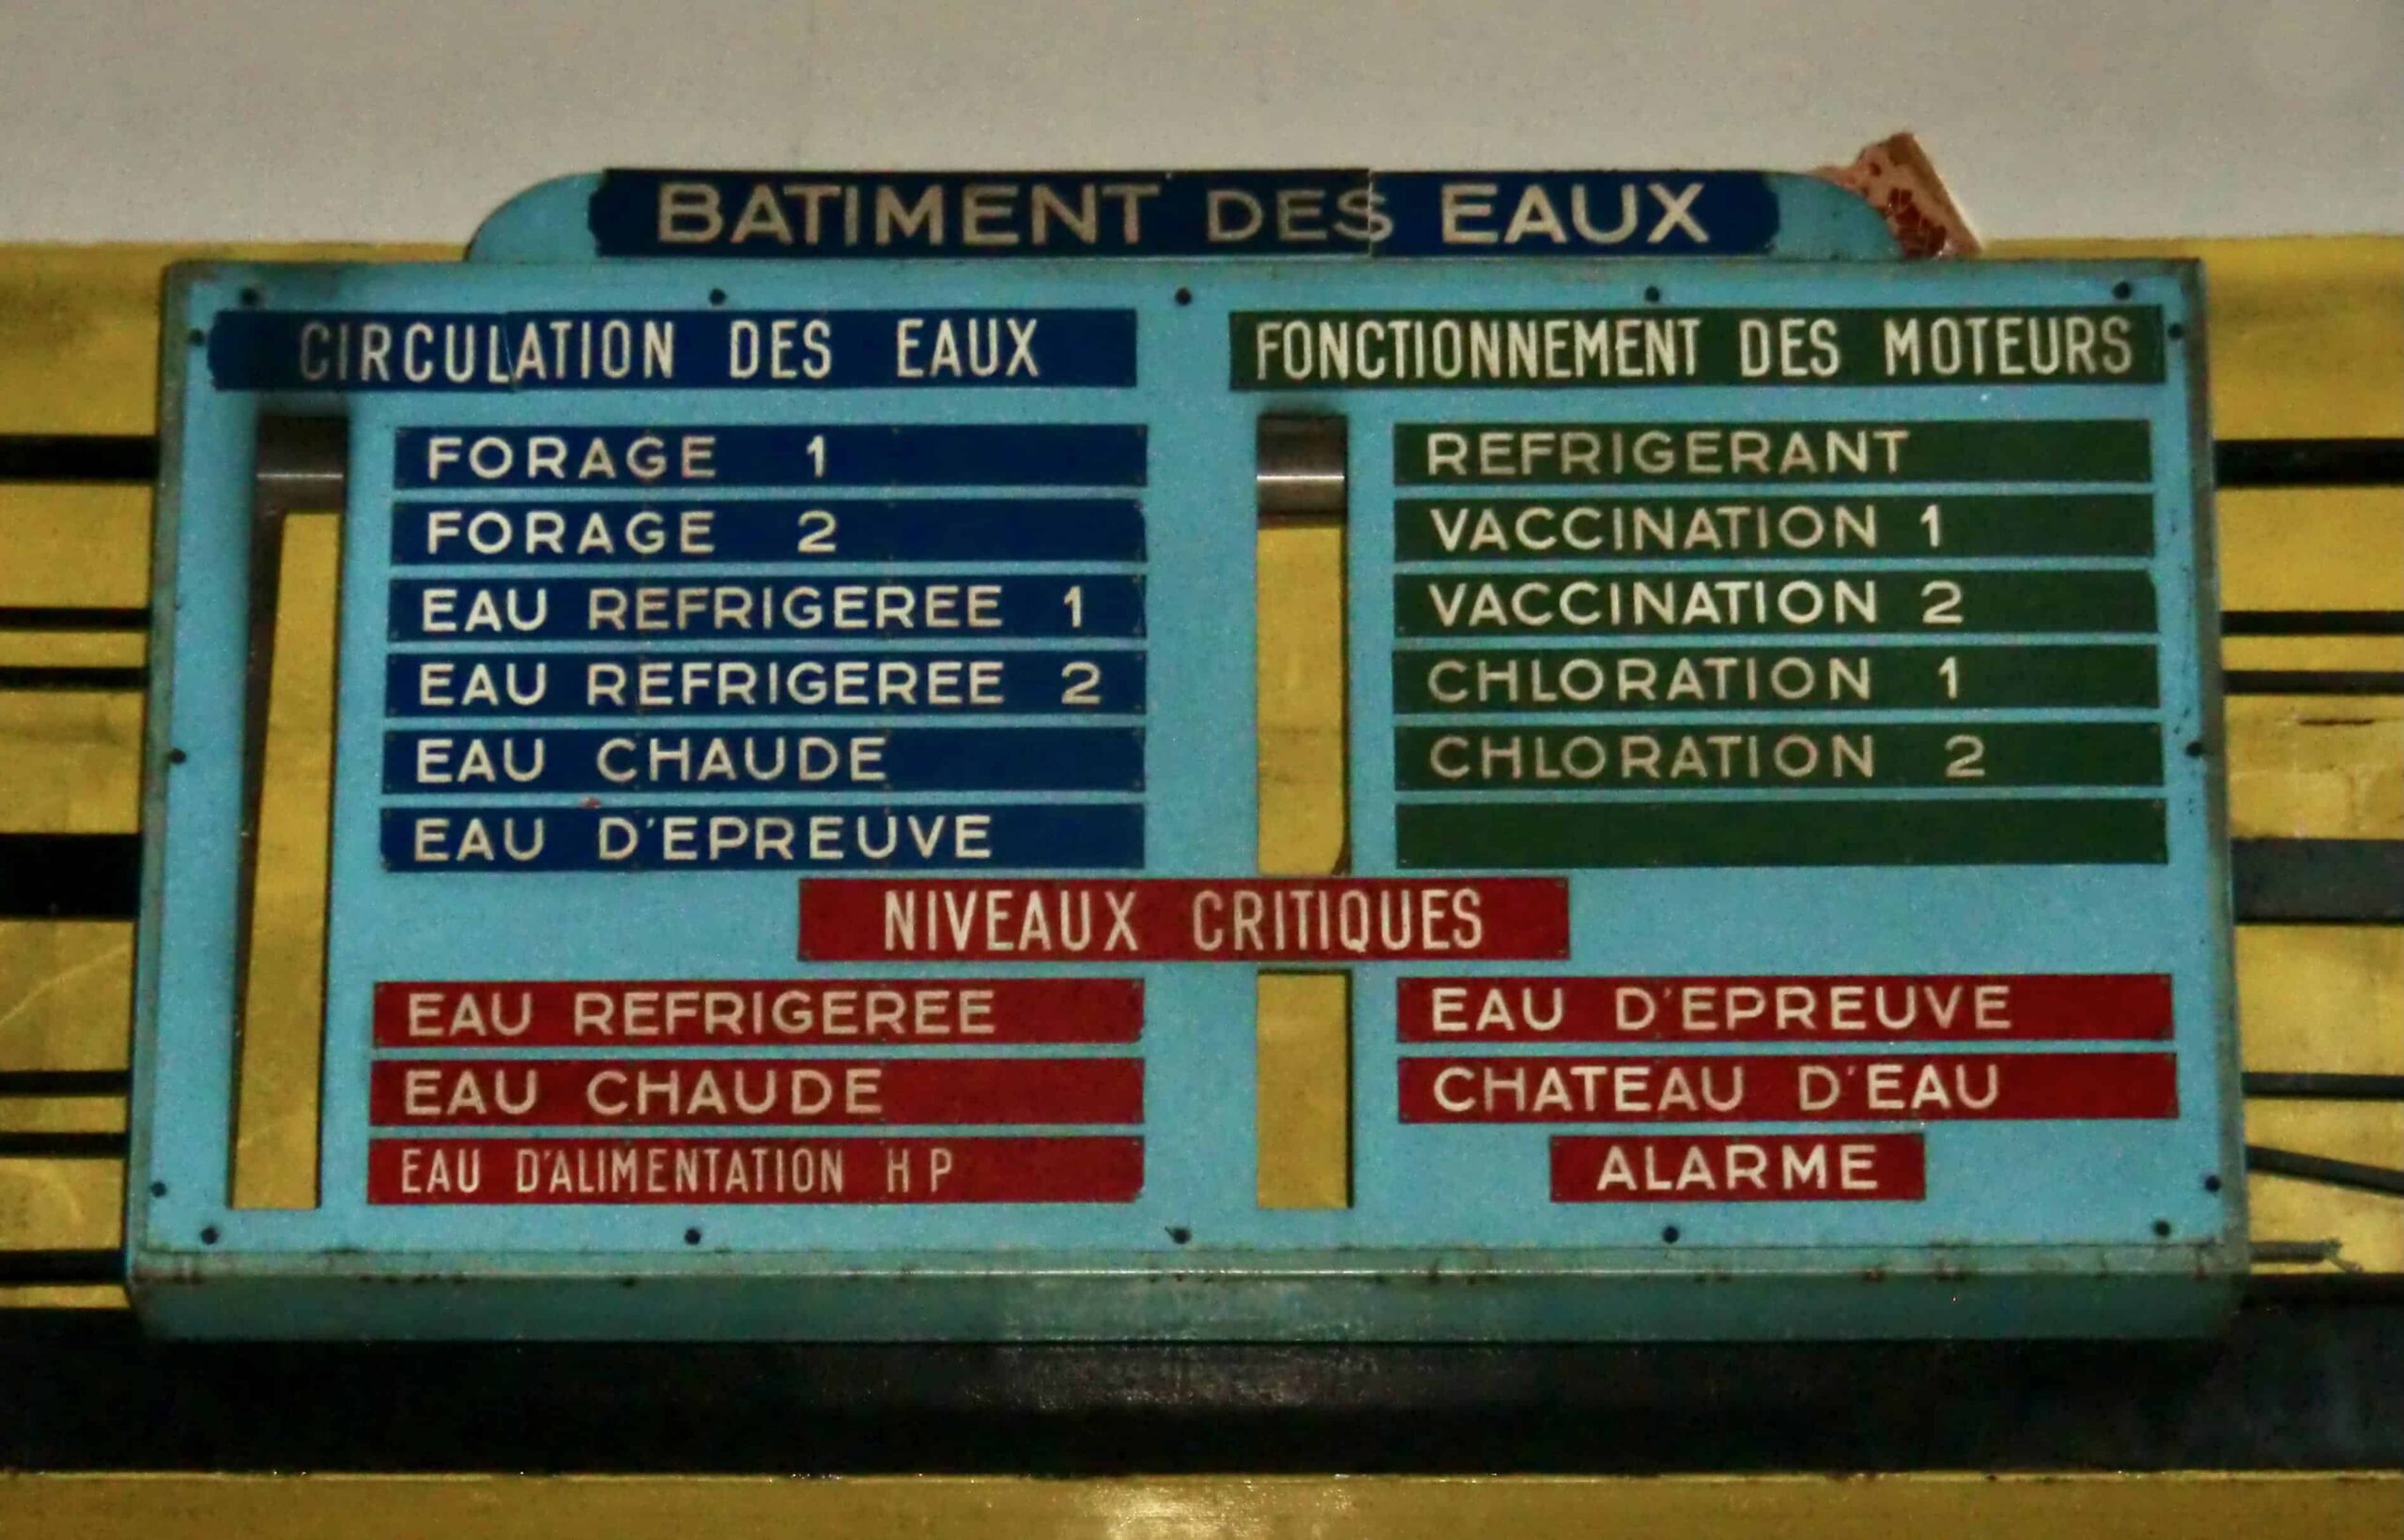 BATIMENT DES EAUX
CIRCULATION DES EAUX
FORAGE 1
FORAGE 2
EAU REFRIGEREE 1
EAU REFRIGEREE 2
EAU CHAUDE
EAU D'EPREUVE
FONCTIONNEMENT DES MOTEURS
REFRIGERANT
VACCINATION 1
VACCINATION 2
CHLORATION 1
CHLORATION 2
NIVEAUX CRITIQUES
EAU REFRIGEREE
EAU CHAUDE
EAU D'ALIMENTATION H P
EAU D'EPREUVE
CHATEAU D'EAU
ALARME